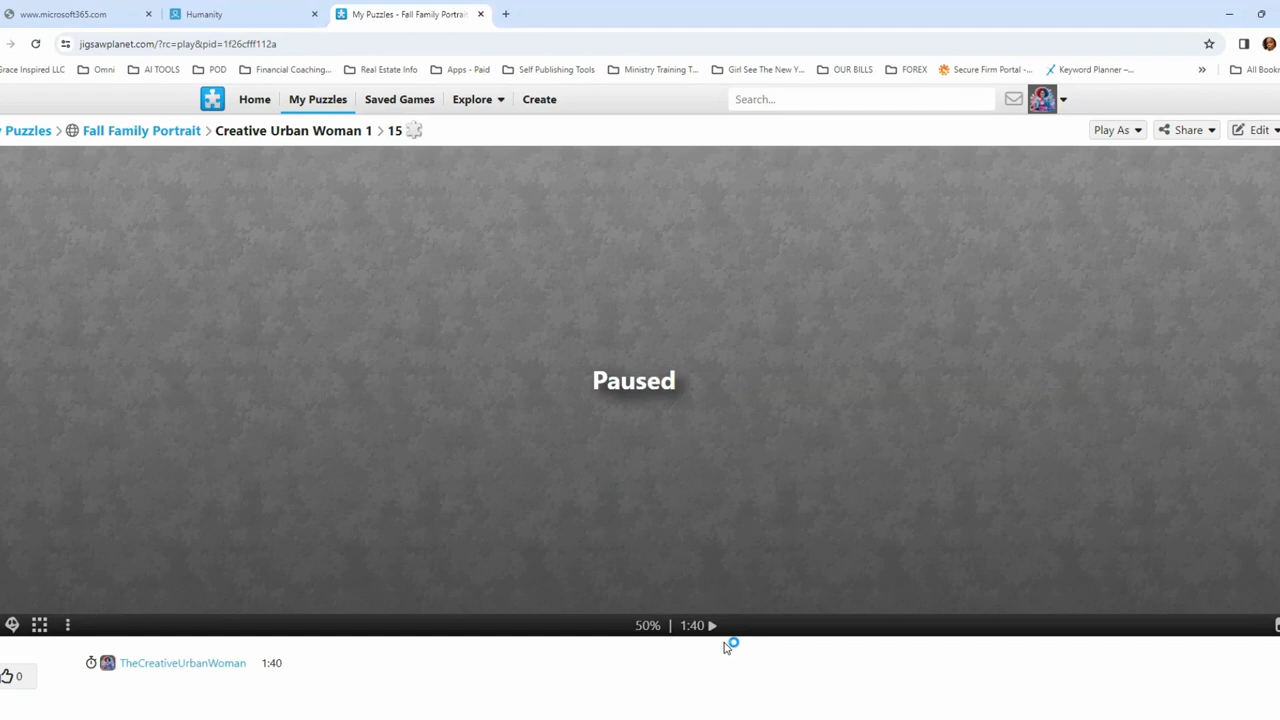 www.microsoft365.com
Humanity
My Puzzles - Fall Family Portrait
jigsawplanet.com/?rc=play&pid=1f26cfff112a
Grace Inspired LLC
Omni
AI TOOLS
POD
Financial Coaching...
Real Estate Info
Apps - Paid
Self Publishing Tools
Ministry Training T...
Girl See The New Y...
OUR BILLS
FOREX
Secure Firm Portal -...
Keyword Planner –...
»
All Bookm
Home
My Puzzles
Saved Games
Explore
Create
Search...
Puzzles > Fall Family Portrait > Creative Urban Woman 1 > 15
Play As
Share
Edit
Paused
50% | 1:40
TheCreativeUrbanWoman 1:40
0